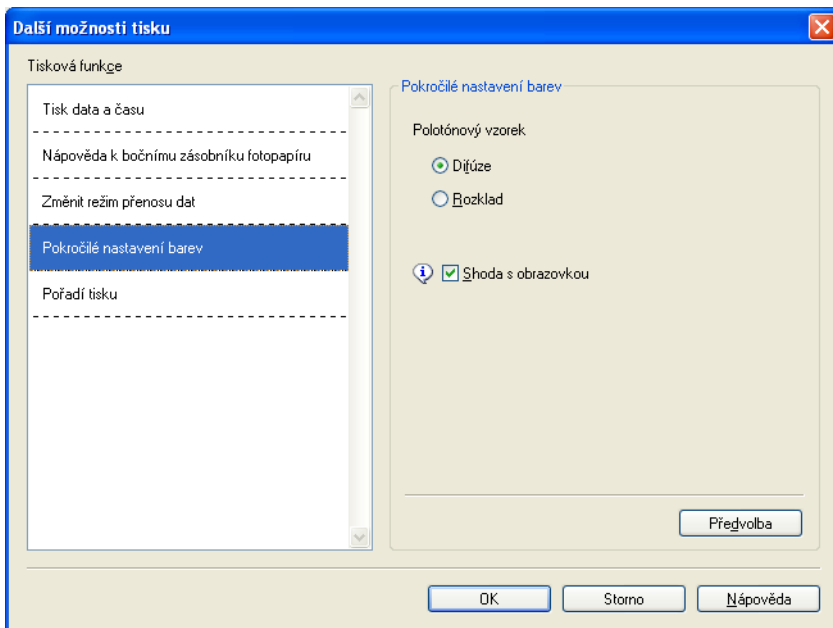 Další možnosti tisku
Tisková funkce
Tisk data a času
Nápověda k bočnímu zásobníku fotopapíru
Změnit režim přenosu dat
Pokročilé nastavení barev
Pořadí tisku
Pokročilé nastavení barev
Polotónový vzorek
Difúze
Rozklad
Shoda s obrazovkou
Předvolba
OK
Storno
Nápověda